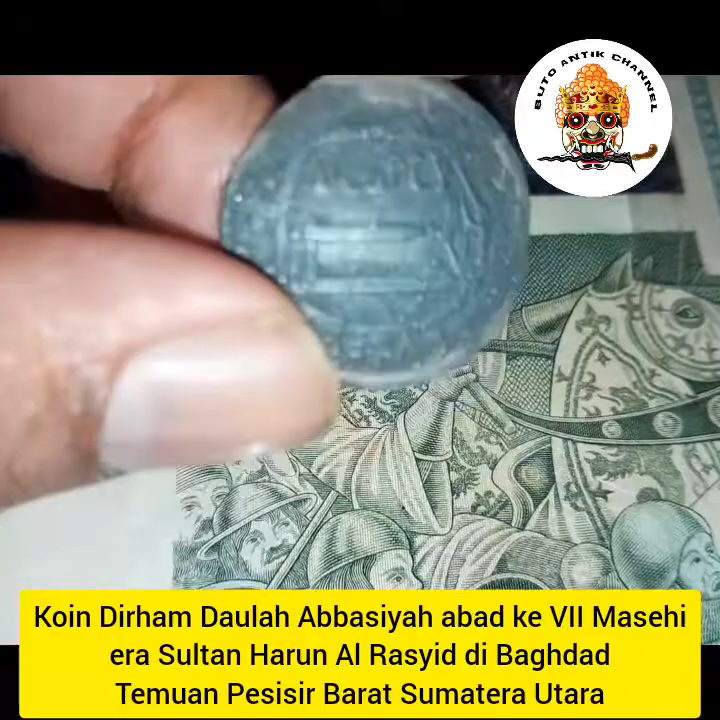 BUTO ANTIK CHANNEL
Koin Dirham Daulah Abbasiyah abad ke VII Masehi
era Sultan Harun Al Rasyid di Baghdad
Temuan Pesisir Barat Sumatera Utara